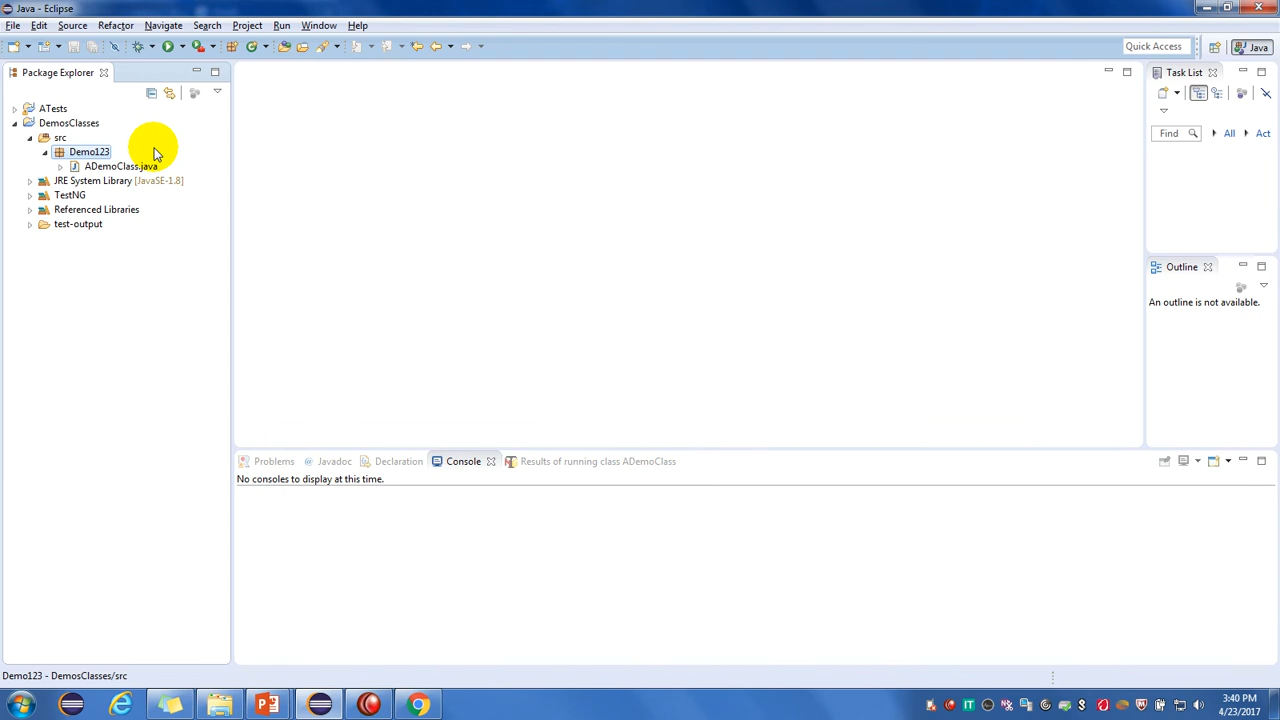 Java - Eclipse
File Edit Source Refactor Navigate Search Project Run Window Help
Quick Access
Java
Package Explorer
ATests
DemosClasses
src
Demo123
ADemoClass.java
JRE System Library [JavaSE-1.8]
TestNG
Referenced Libraries
test-output
Task List
Find All Act
Outline
An outline is not available.
Problems Javadoc Declaration Console Results of running class ADemoClass
No consoles to display at this time.
Demo123 - DemosClasses/src
3:40 PM
4/23/2017